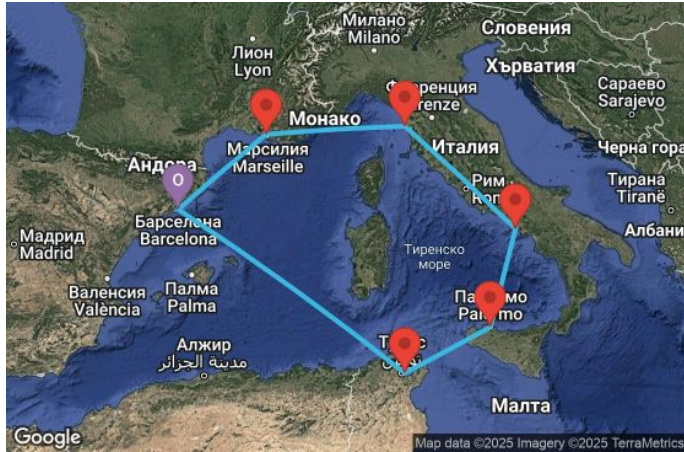 Милано
Milano
Словения
Лион
Lyon
Хърватия
Сараево
Sarajevo
Монако
Марсилия
Marseille
Италия
Черна гора
Андора
Рим
Тирана
Tiranë
О
Барселона
Barcelona
Албани
Мадрид
Madrid
Тиренско
море
Палма
Palma
Валенсия
València
Алжир
مدينة الجزائر
Малта
Google
Map data ©2025 Imagery ©2025 TerraMetrics